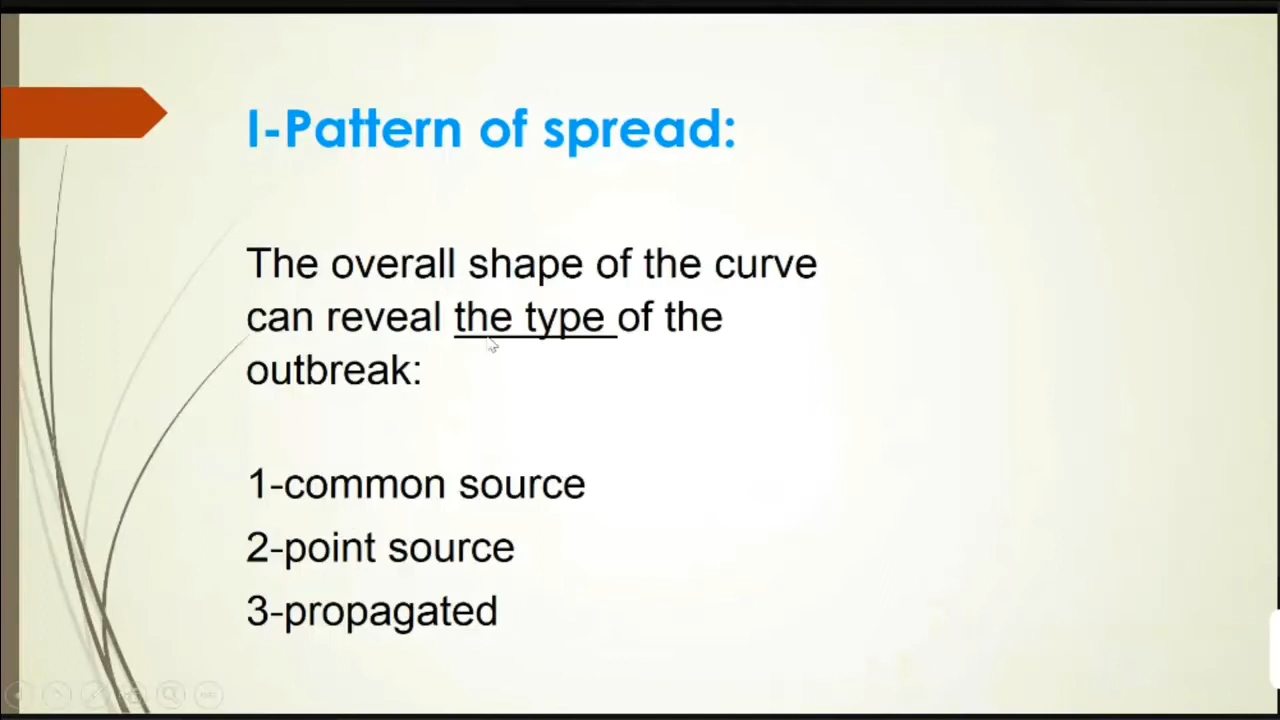 I-Pattern of spread:
The overall shape of the curve
can reveal the type of the
outbreak:
1-common source
2-point source
3-propagated